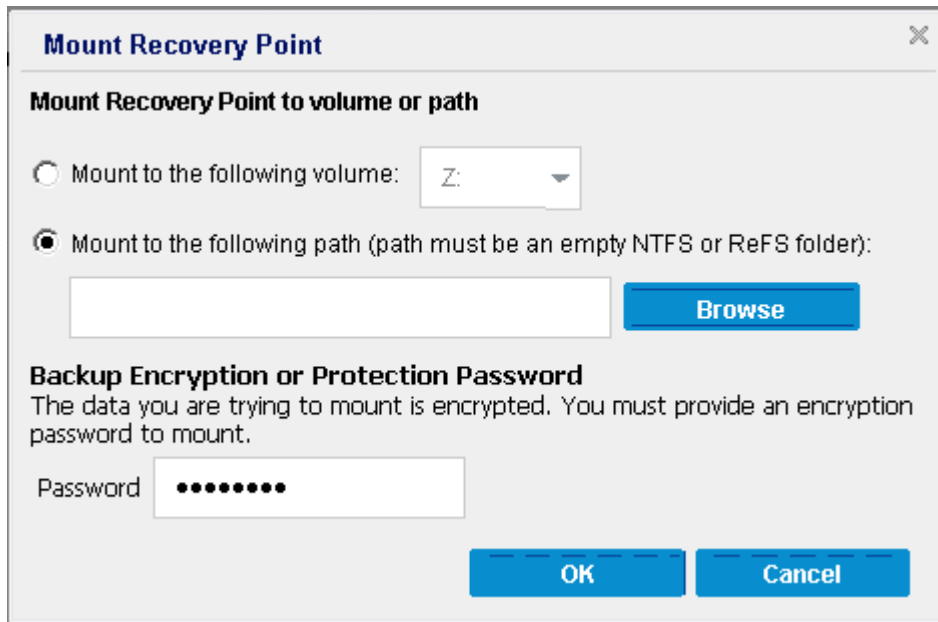 Mount Recovery Point
Mount Recovery Point to volume or path
Mount to the following volume: Z:
Mount to the following path (path must be an empty NTFS or ReFS folder):
Browse
Backup Encryption or Protection Password
The data you are trying to mount is encrypted. You must provide an encryption
password to mount.
Password ••••••••
OK Cancel